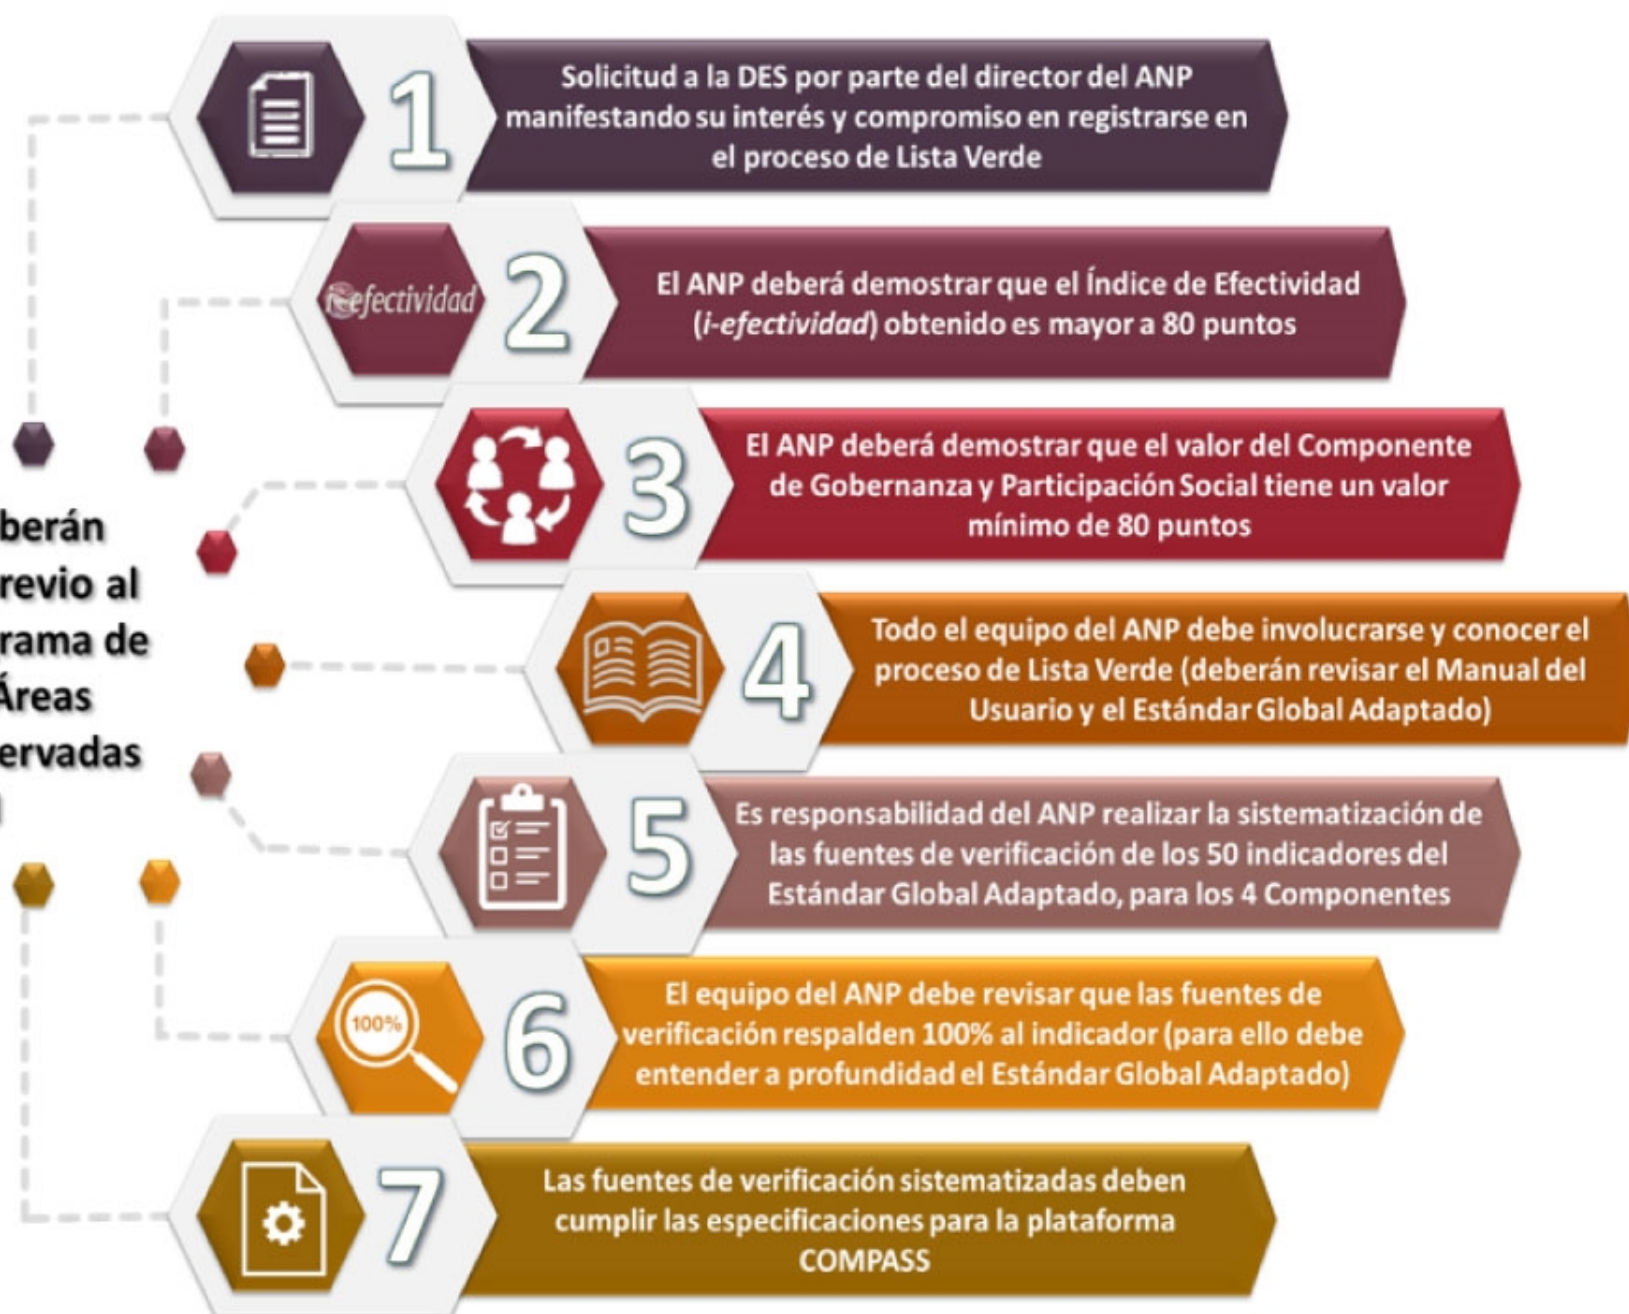 berán
revio al
rama de
Áreas
ervadas
1
Solicitud a la DES por parte del director del ANP
manifestando su interés y compromiso en registrarse en
el proceso de Lista Verde
i-efectividad
2
El ANP deberá demostrar que el Índice de Efectividad
(i-efectividad) obtenido es mayor a 80 puntos
3
El ANP deberá demostrar que el valor del Componente
de Gobernanza y Participación Social tiene un valor
mínimo de 80 puntos
4
Todo el equipo del ANP debe involucrarse y conocer el
proceso de Lista Verde (deberán revisar el Manual del
Usuario y el Estándar Global Adaptado)
5
Es responsabilidad del ANP realizar la sistematización de
las fuentes de verificación de los 50 indicadores del
Estándar Global Adaptado, para los 4 Componentes
100%
6
El equipo del ANP debe revisar que las fuentes de
verificación respalden 100% al indicador (para ello debe
entender a profundidad el Estándar Global Adaptado)
7
Las fuentes de verificación sistematizadas deben
cumplir las especificaciones para la plataforma
COMPASS